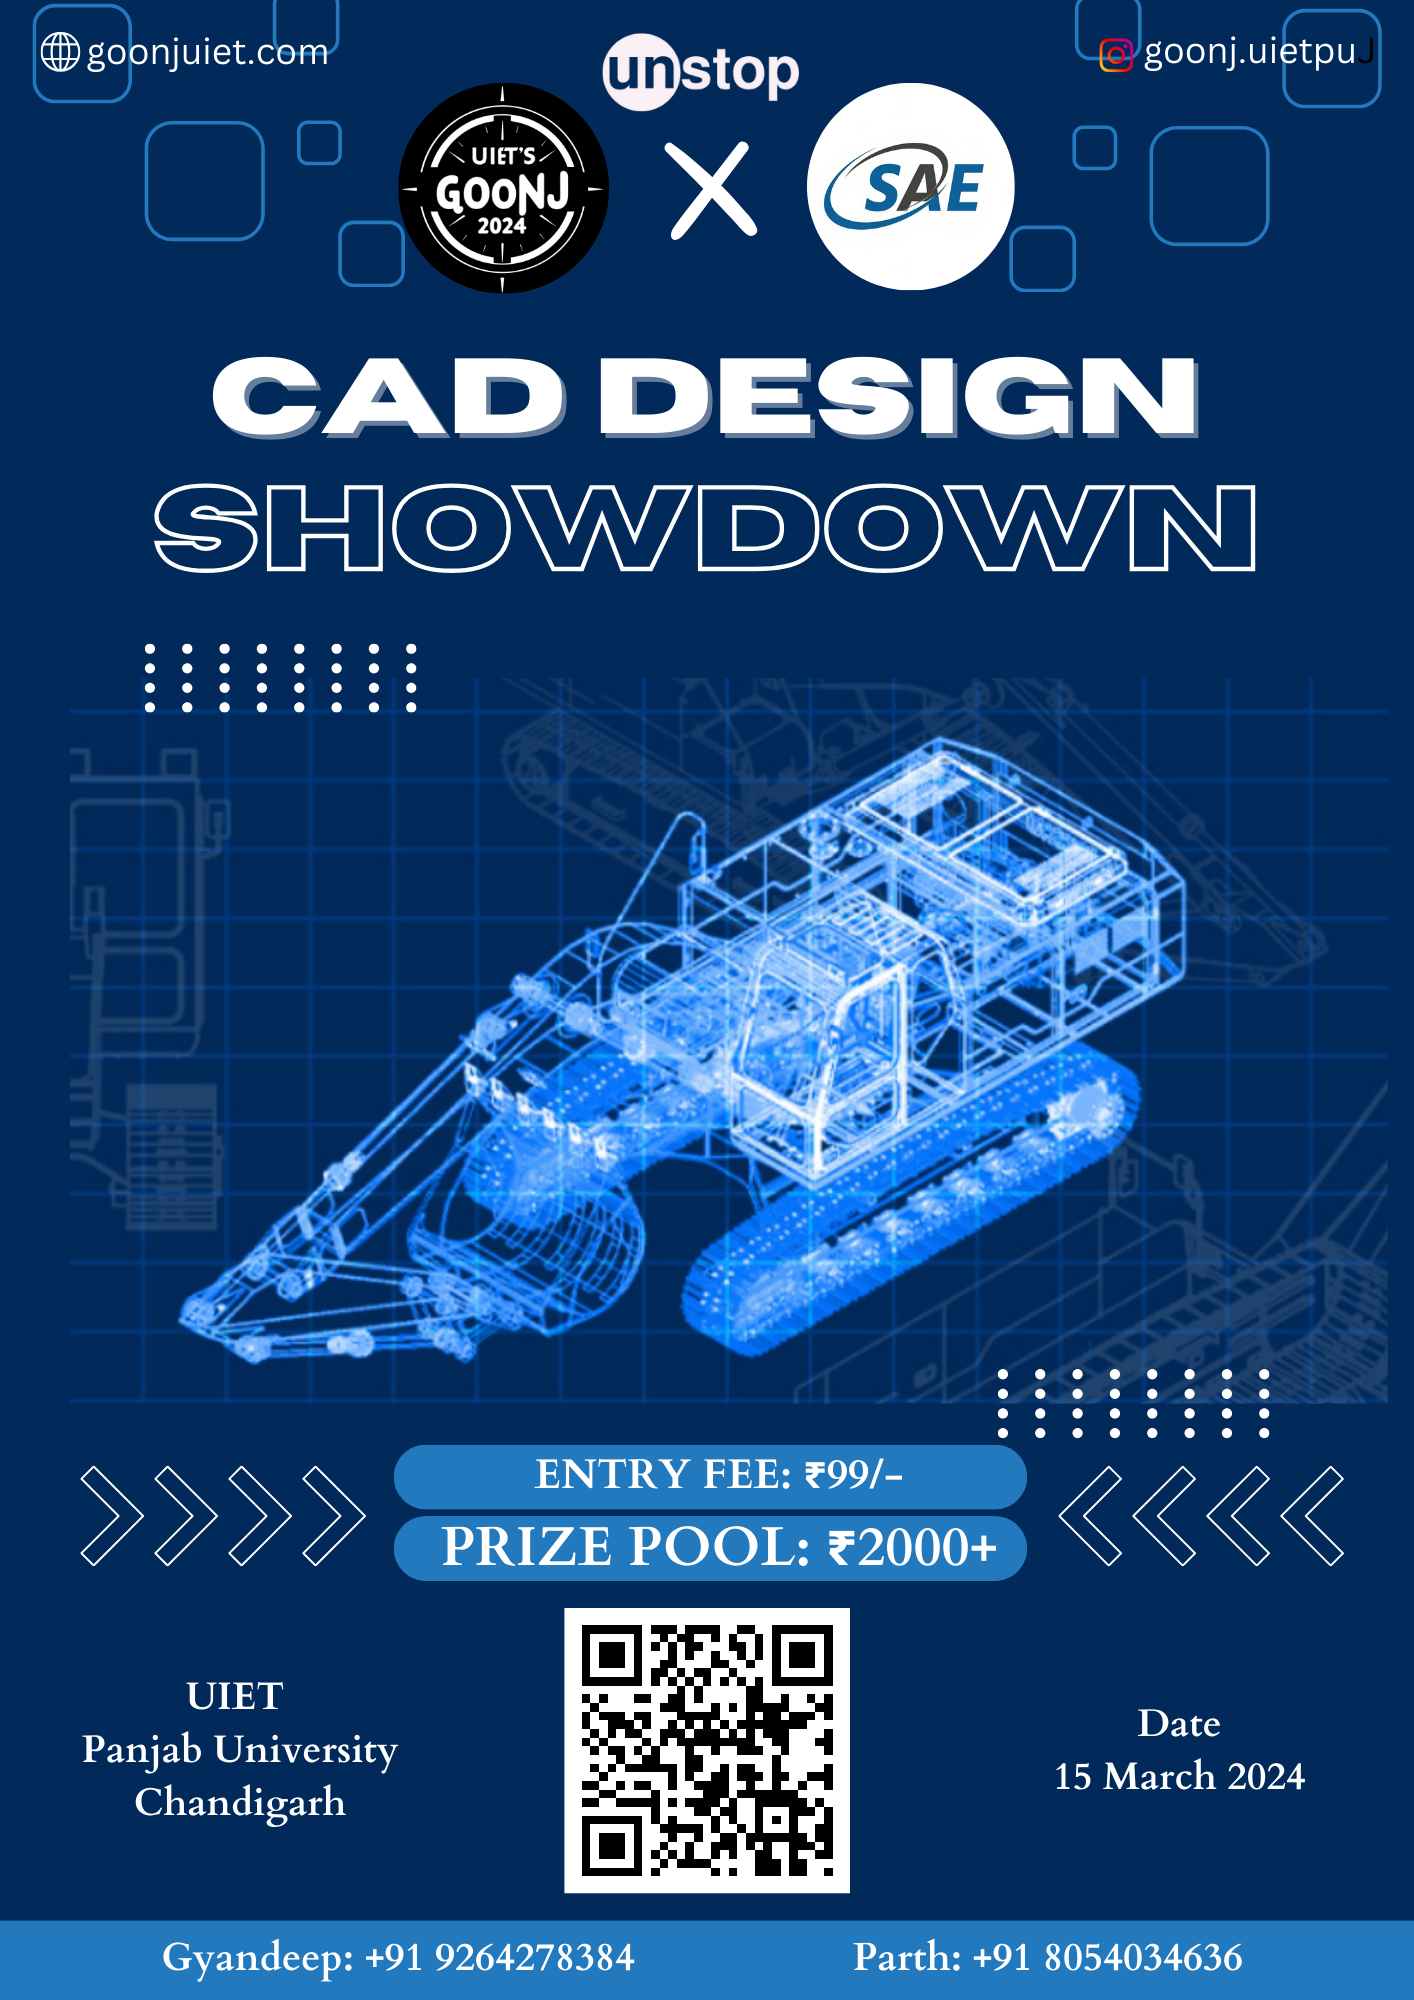 goonjuiet.com
unstop
goonj.uietpuJ
UIET'S
GOONJ
2024
SAE
CAD DESIGN
SHOWDOWN
ENTRY FEE: ₹99/-
PRIZE POOL: ₹2000+
UIET
Panjab University
Chandigarh
Date
15 March 2024
Gyandeep: +91 9264278384
Parth: +91 8054034636